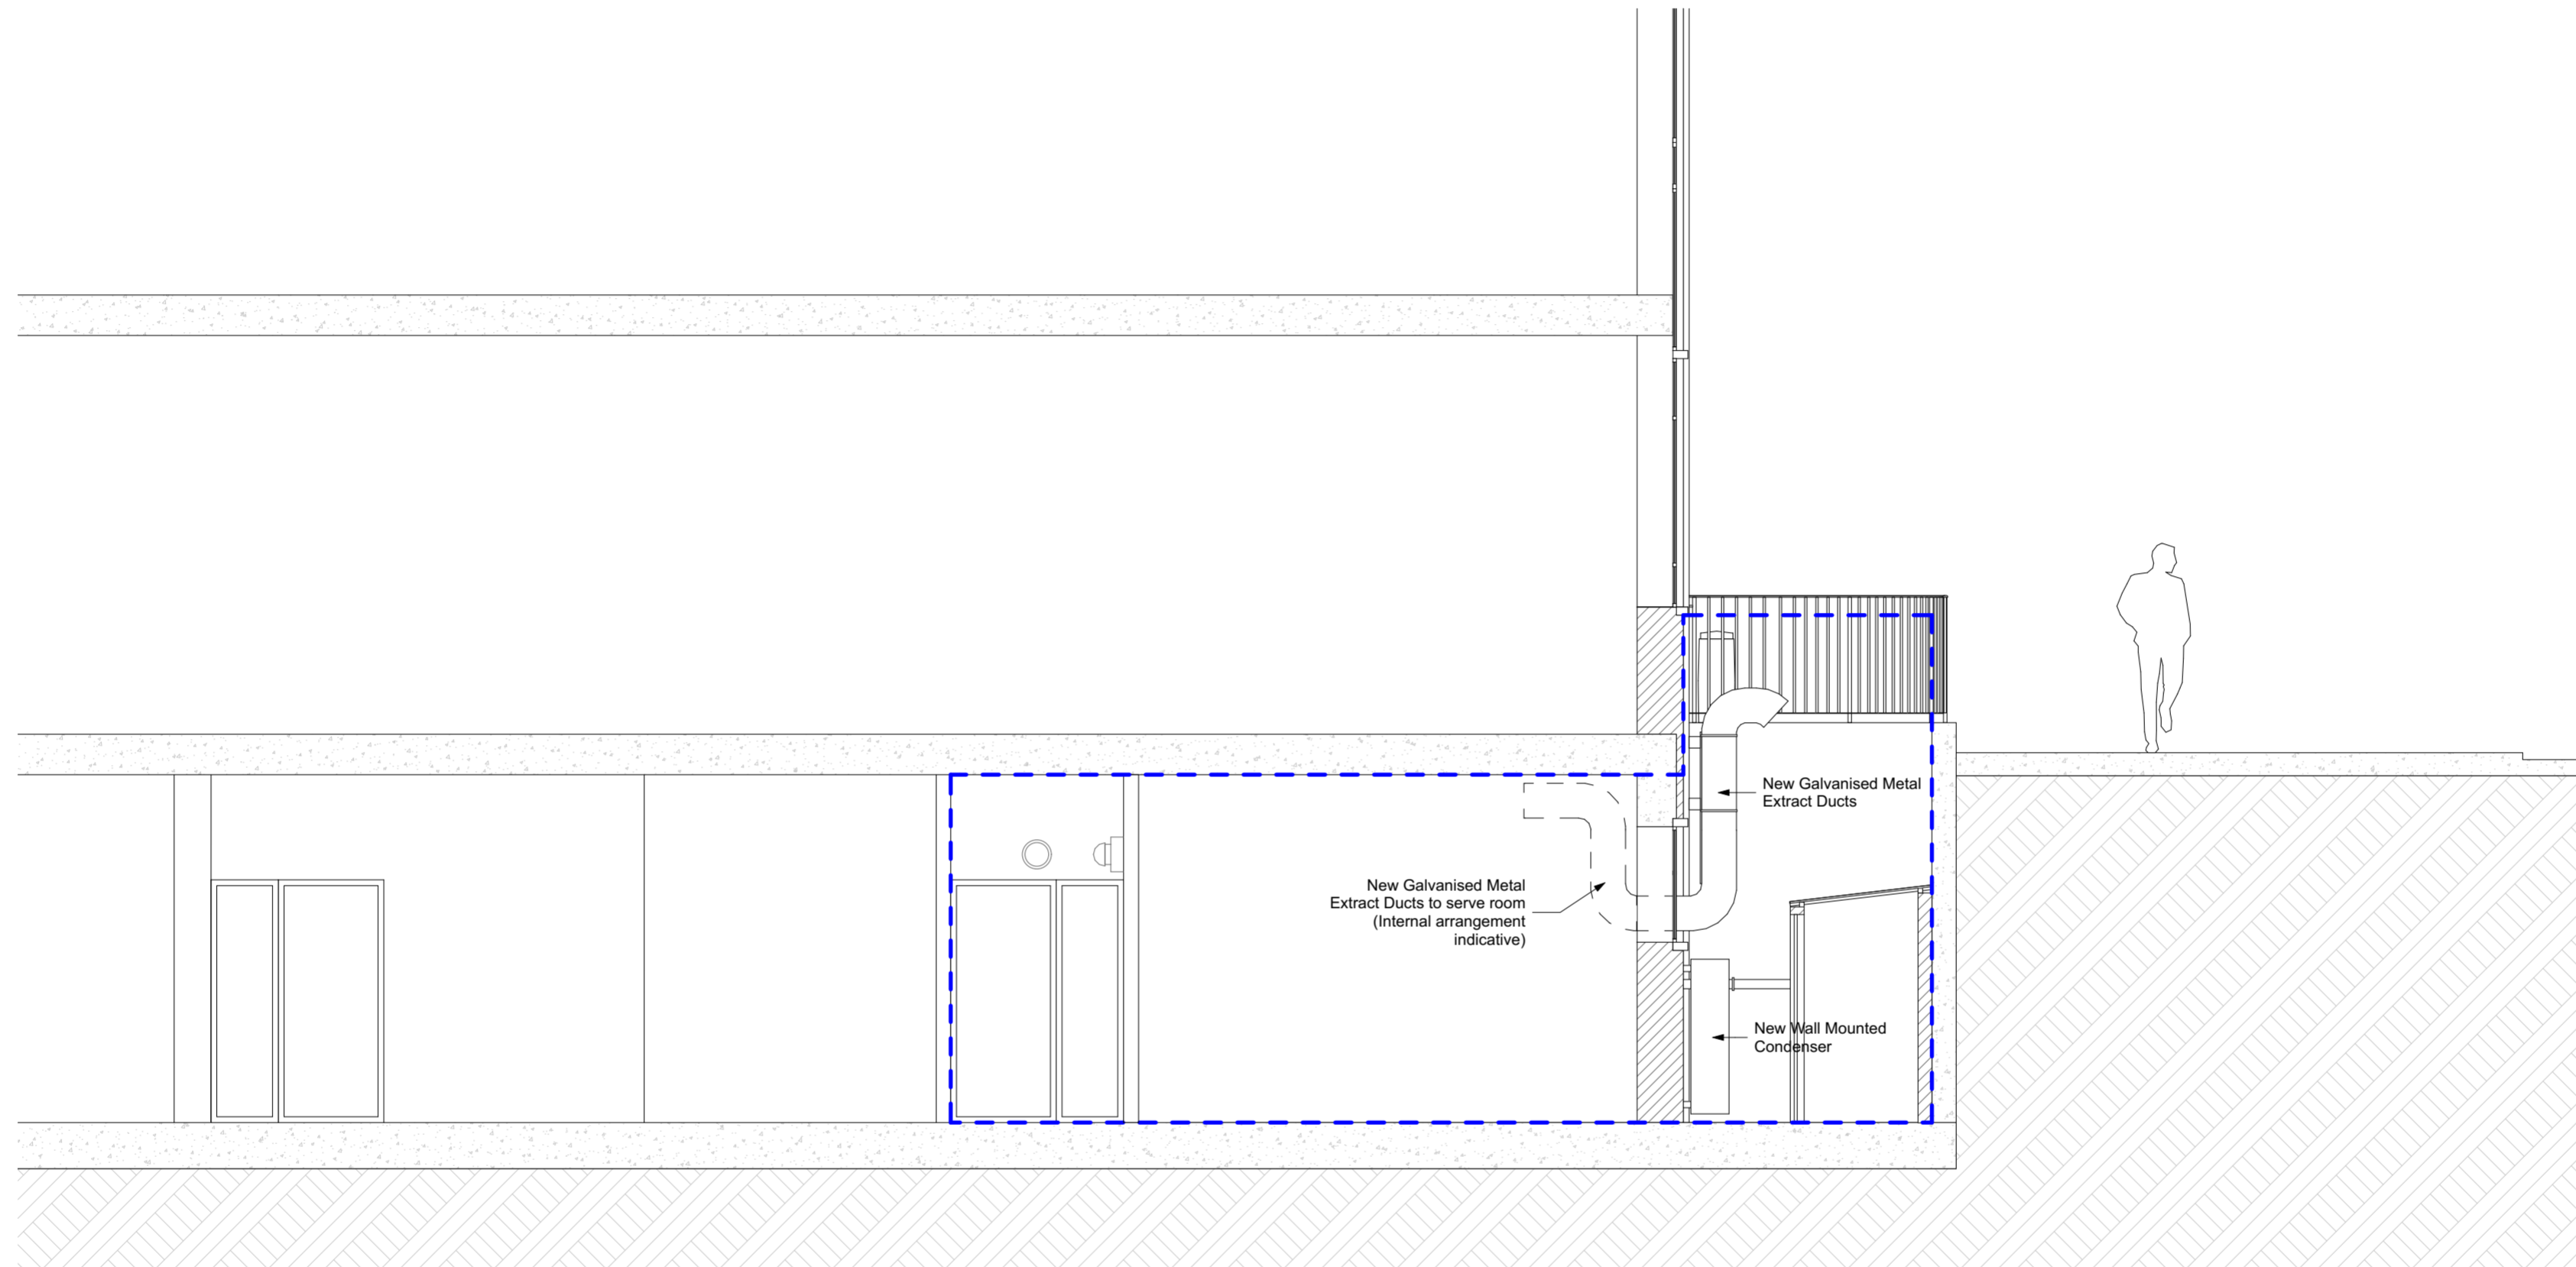 New Galvanised Metal
Extract Ducts
New Galvanised Metal
Extract Ducts to serve room
(Internal arrangement
indicative)
New Wall Mounted
Condenser